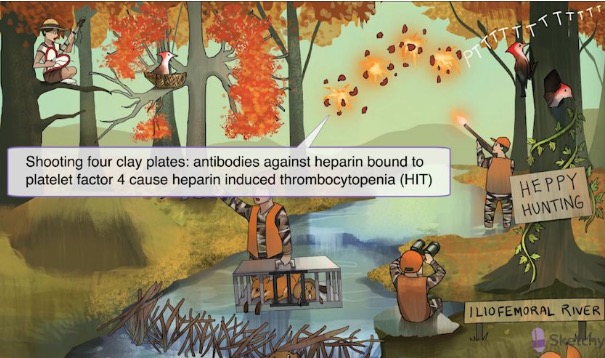 Shooting four clay plates: antibodies against heparin bound to
platelet factor 4 cause heparin induced thrombocytopenia (HIT)
HEPPY
HUNTING
ILIOFEMORAL RIVER
Sketchy